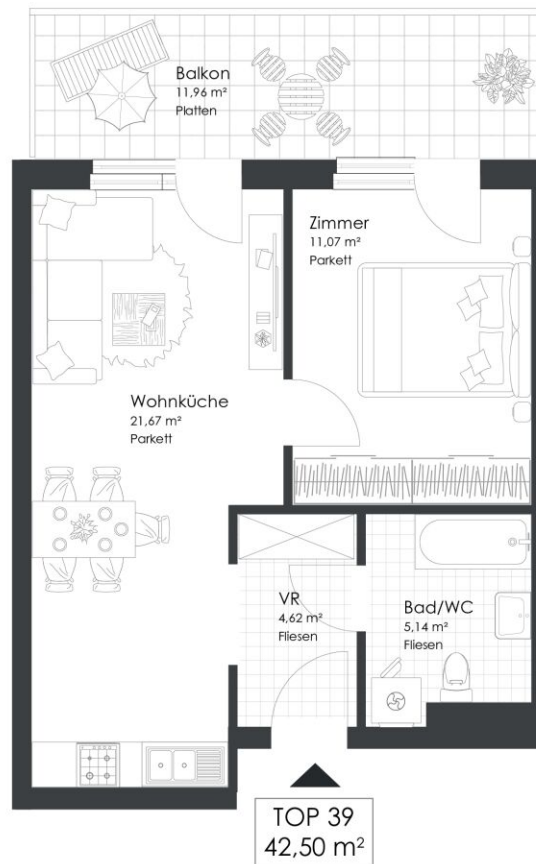 Balkon
11,96 m²
Platten
Zimmer
11,07 m²
Parkett
Wohnküche
21,67 m²
Parkett
VR
4,62 m²
Fliesen
Bad/WC
5,14 m²
Fliesen
TOP 39
42,50 m²